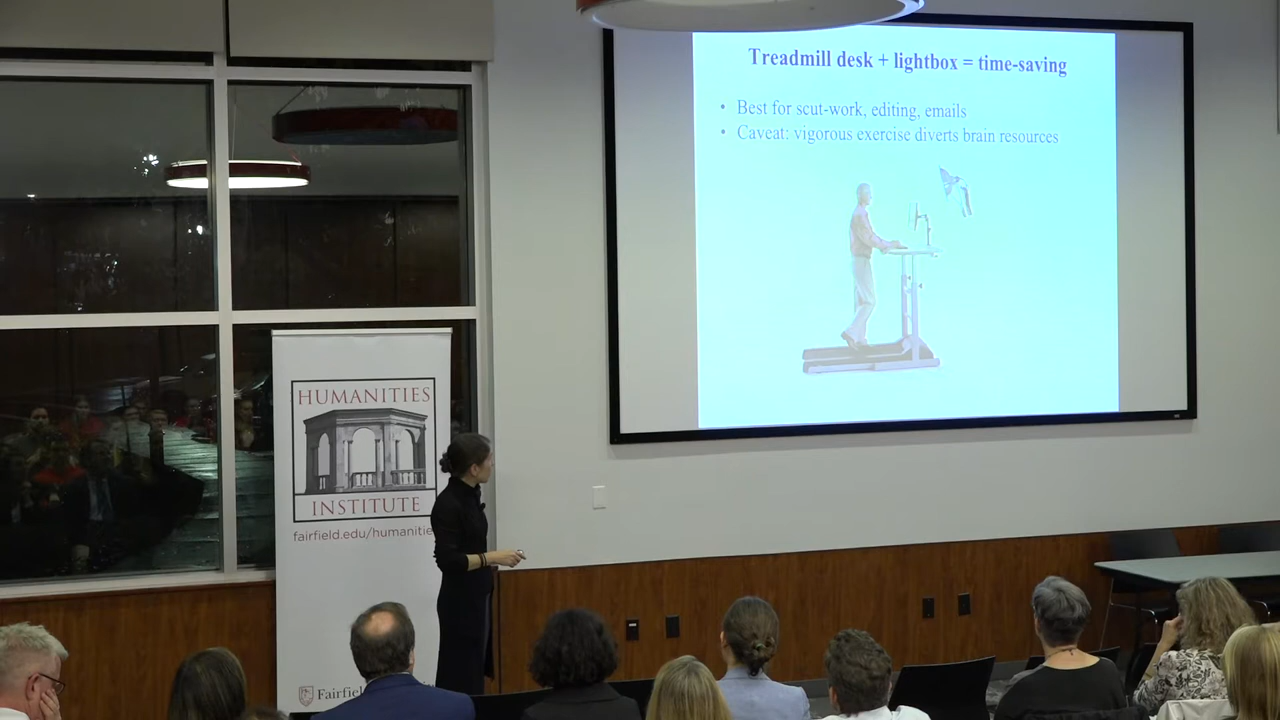 Treadmill desk + lightbox = time-saving
• Best for scut-work, editing, emails
• Caveat: vigorous exercise diverts brain resources
HUMANITIES
INSTITUTE
fairfield.edu/humanitie
Fairfield